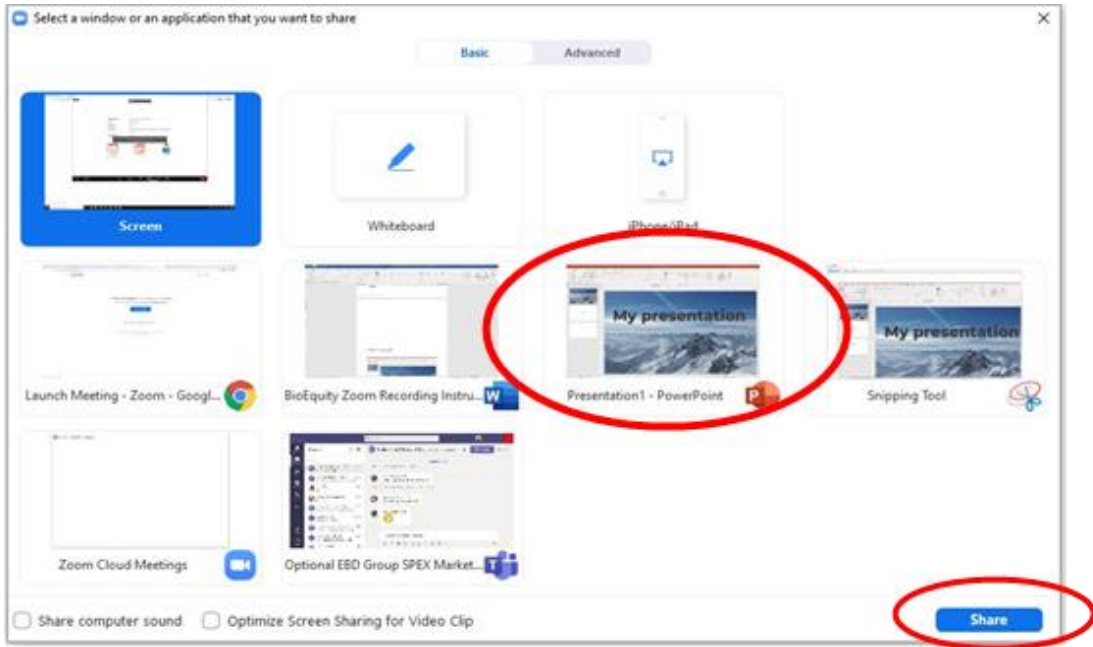 Select a window or an application that you want to share
Basic Advanced
Screen
Whiteboard
iPhone/iPad
My presentation
My presentation
Launch Meeting - Zoom - Googl...
BioEquity Zoom Recording Instru...
Presentation1 - PowerPoint
Snipping Tool
Zoom Cloud Meetings
Optional EBD Group SPEX Market...
Share computer sound
Optimize Screen Sharing for Video Clip
Share